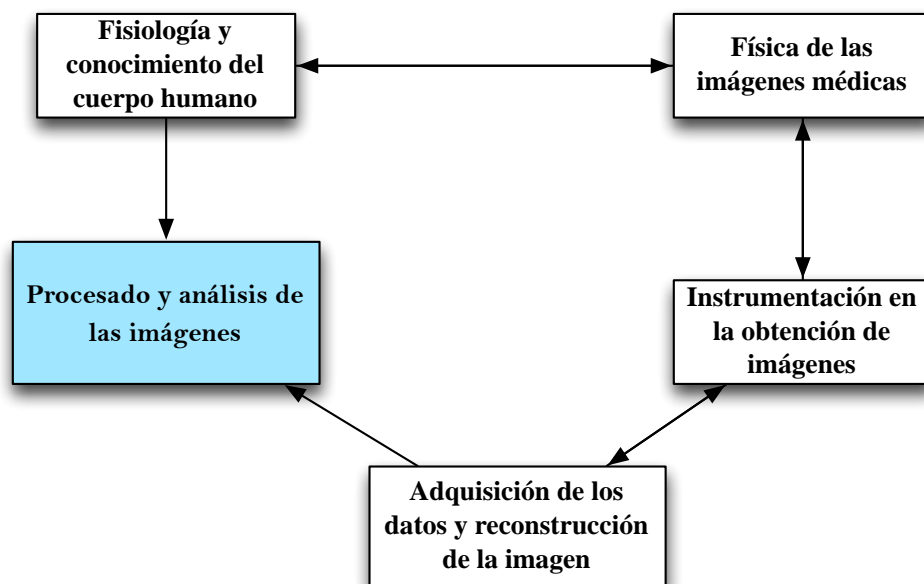 Fisiología y
conocimiento del
cuerpo humano
Física de las
imágenes médicas
Procesado y análisis de
las imágenes
Instrumentación en
la obtención de
imágenes
Adquisición de los
datos y reconstrucción
de la imagen